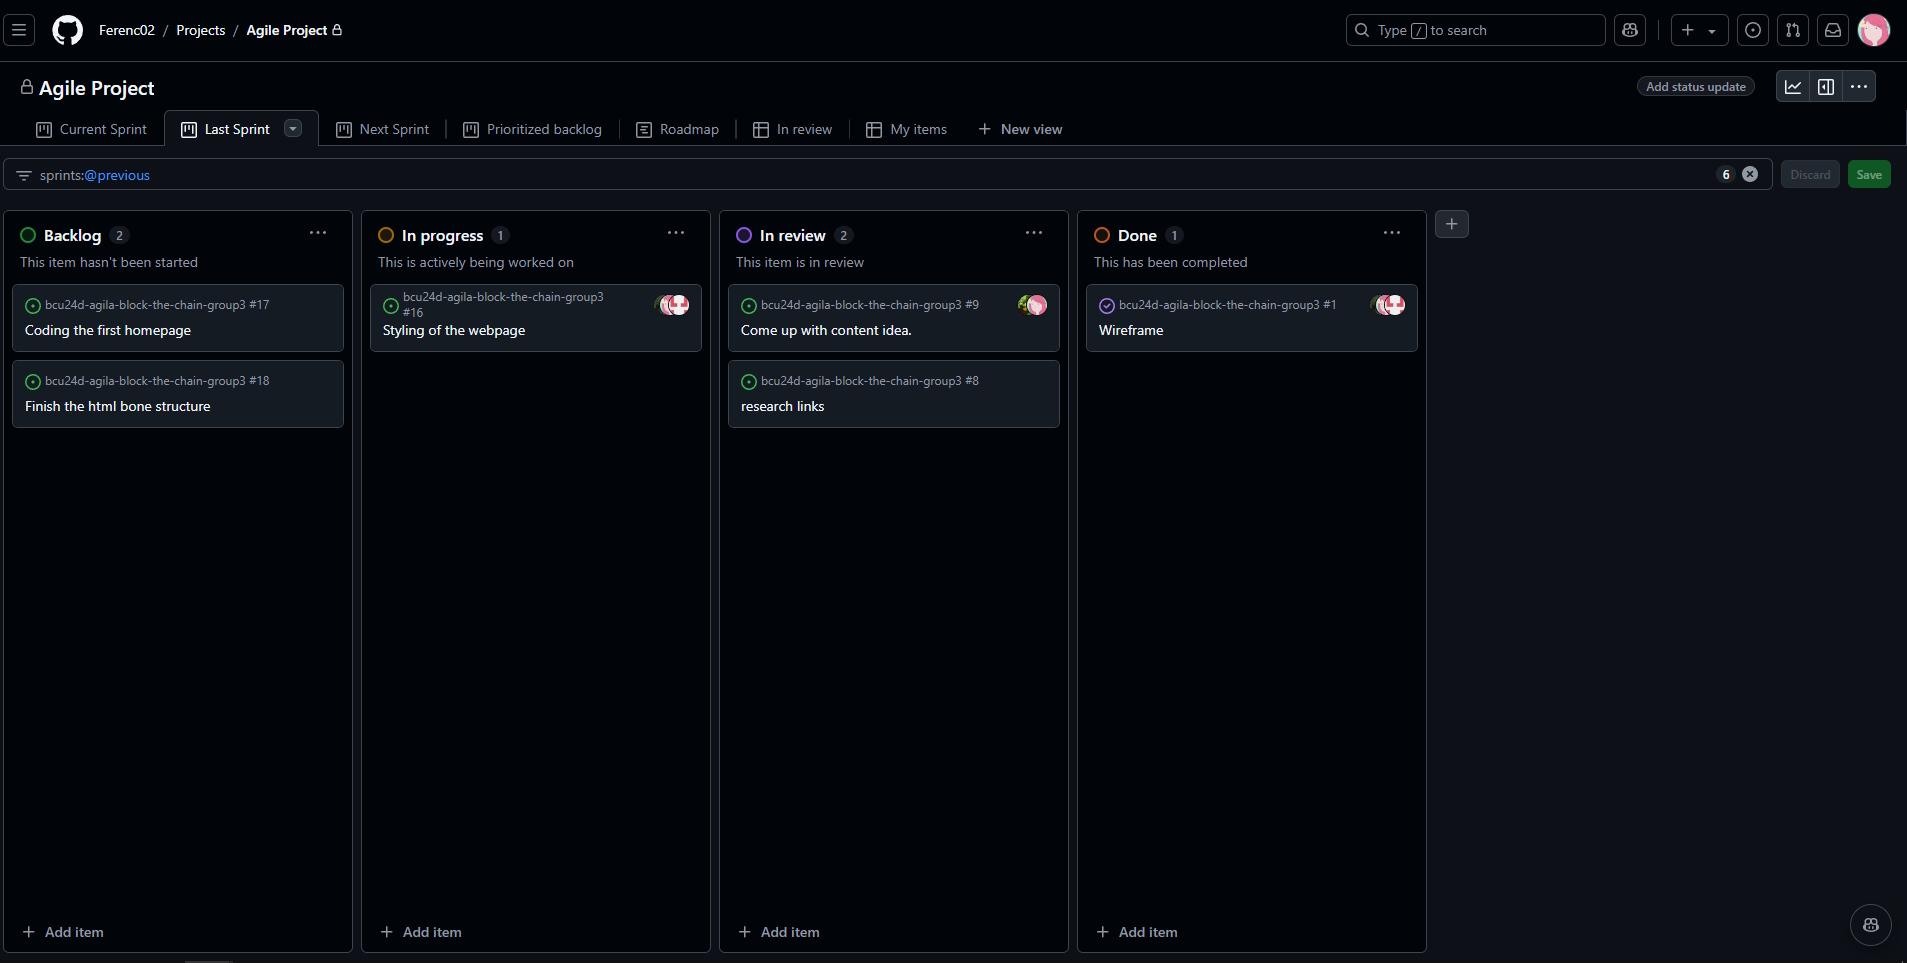 Ferenc02 / Projects / Agile Project
Type / to search
Agile Project
Add status update
Current Sprint
Last Sprint
Next Sprint
Prioritized backlog
Roadmap
In review
My items
New view
sprints:@previous
6
Discard
Save
Backlog 2
This item hasn't been started
bcu24d-agila-block-the-chain-group3 #17
Coding the first homepage
bcu24d-agila-block-the-chain-group3 #18
Finish the html bone structure
Add item
In progress 1
This is actively being worked on
bcu24d-agila-block-the-chain-group3
#16
Styling of the webpage
Add item
In review 2
This item is in review
bcu24d-agila-block-the-chain-group3 #9
Come up with content idea.
bcu24d-agila-block-the-chain-group3 #8
research links
Add item
Done 1
This has been completed
bcu24d-agila-block-the-chain-group3 #1
Wireframe
Add item